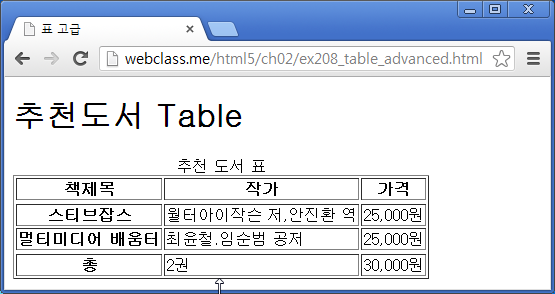 표 고급
webclass.me/html5/ch02/ex208_table_advanced.html
추천도서 Table
추천 도서 표
책제목 작가 가격
스티브잡스 월터아이작슨 저,안진환 역 25,000원
멀티미디어 배움터 최윤철.임순범 공저 25,000원
총 2권 30,000원